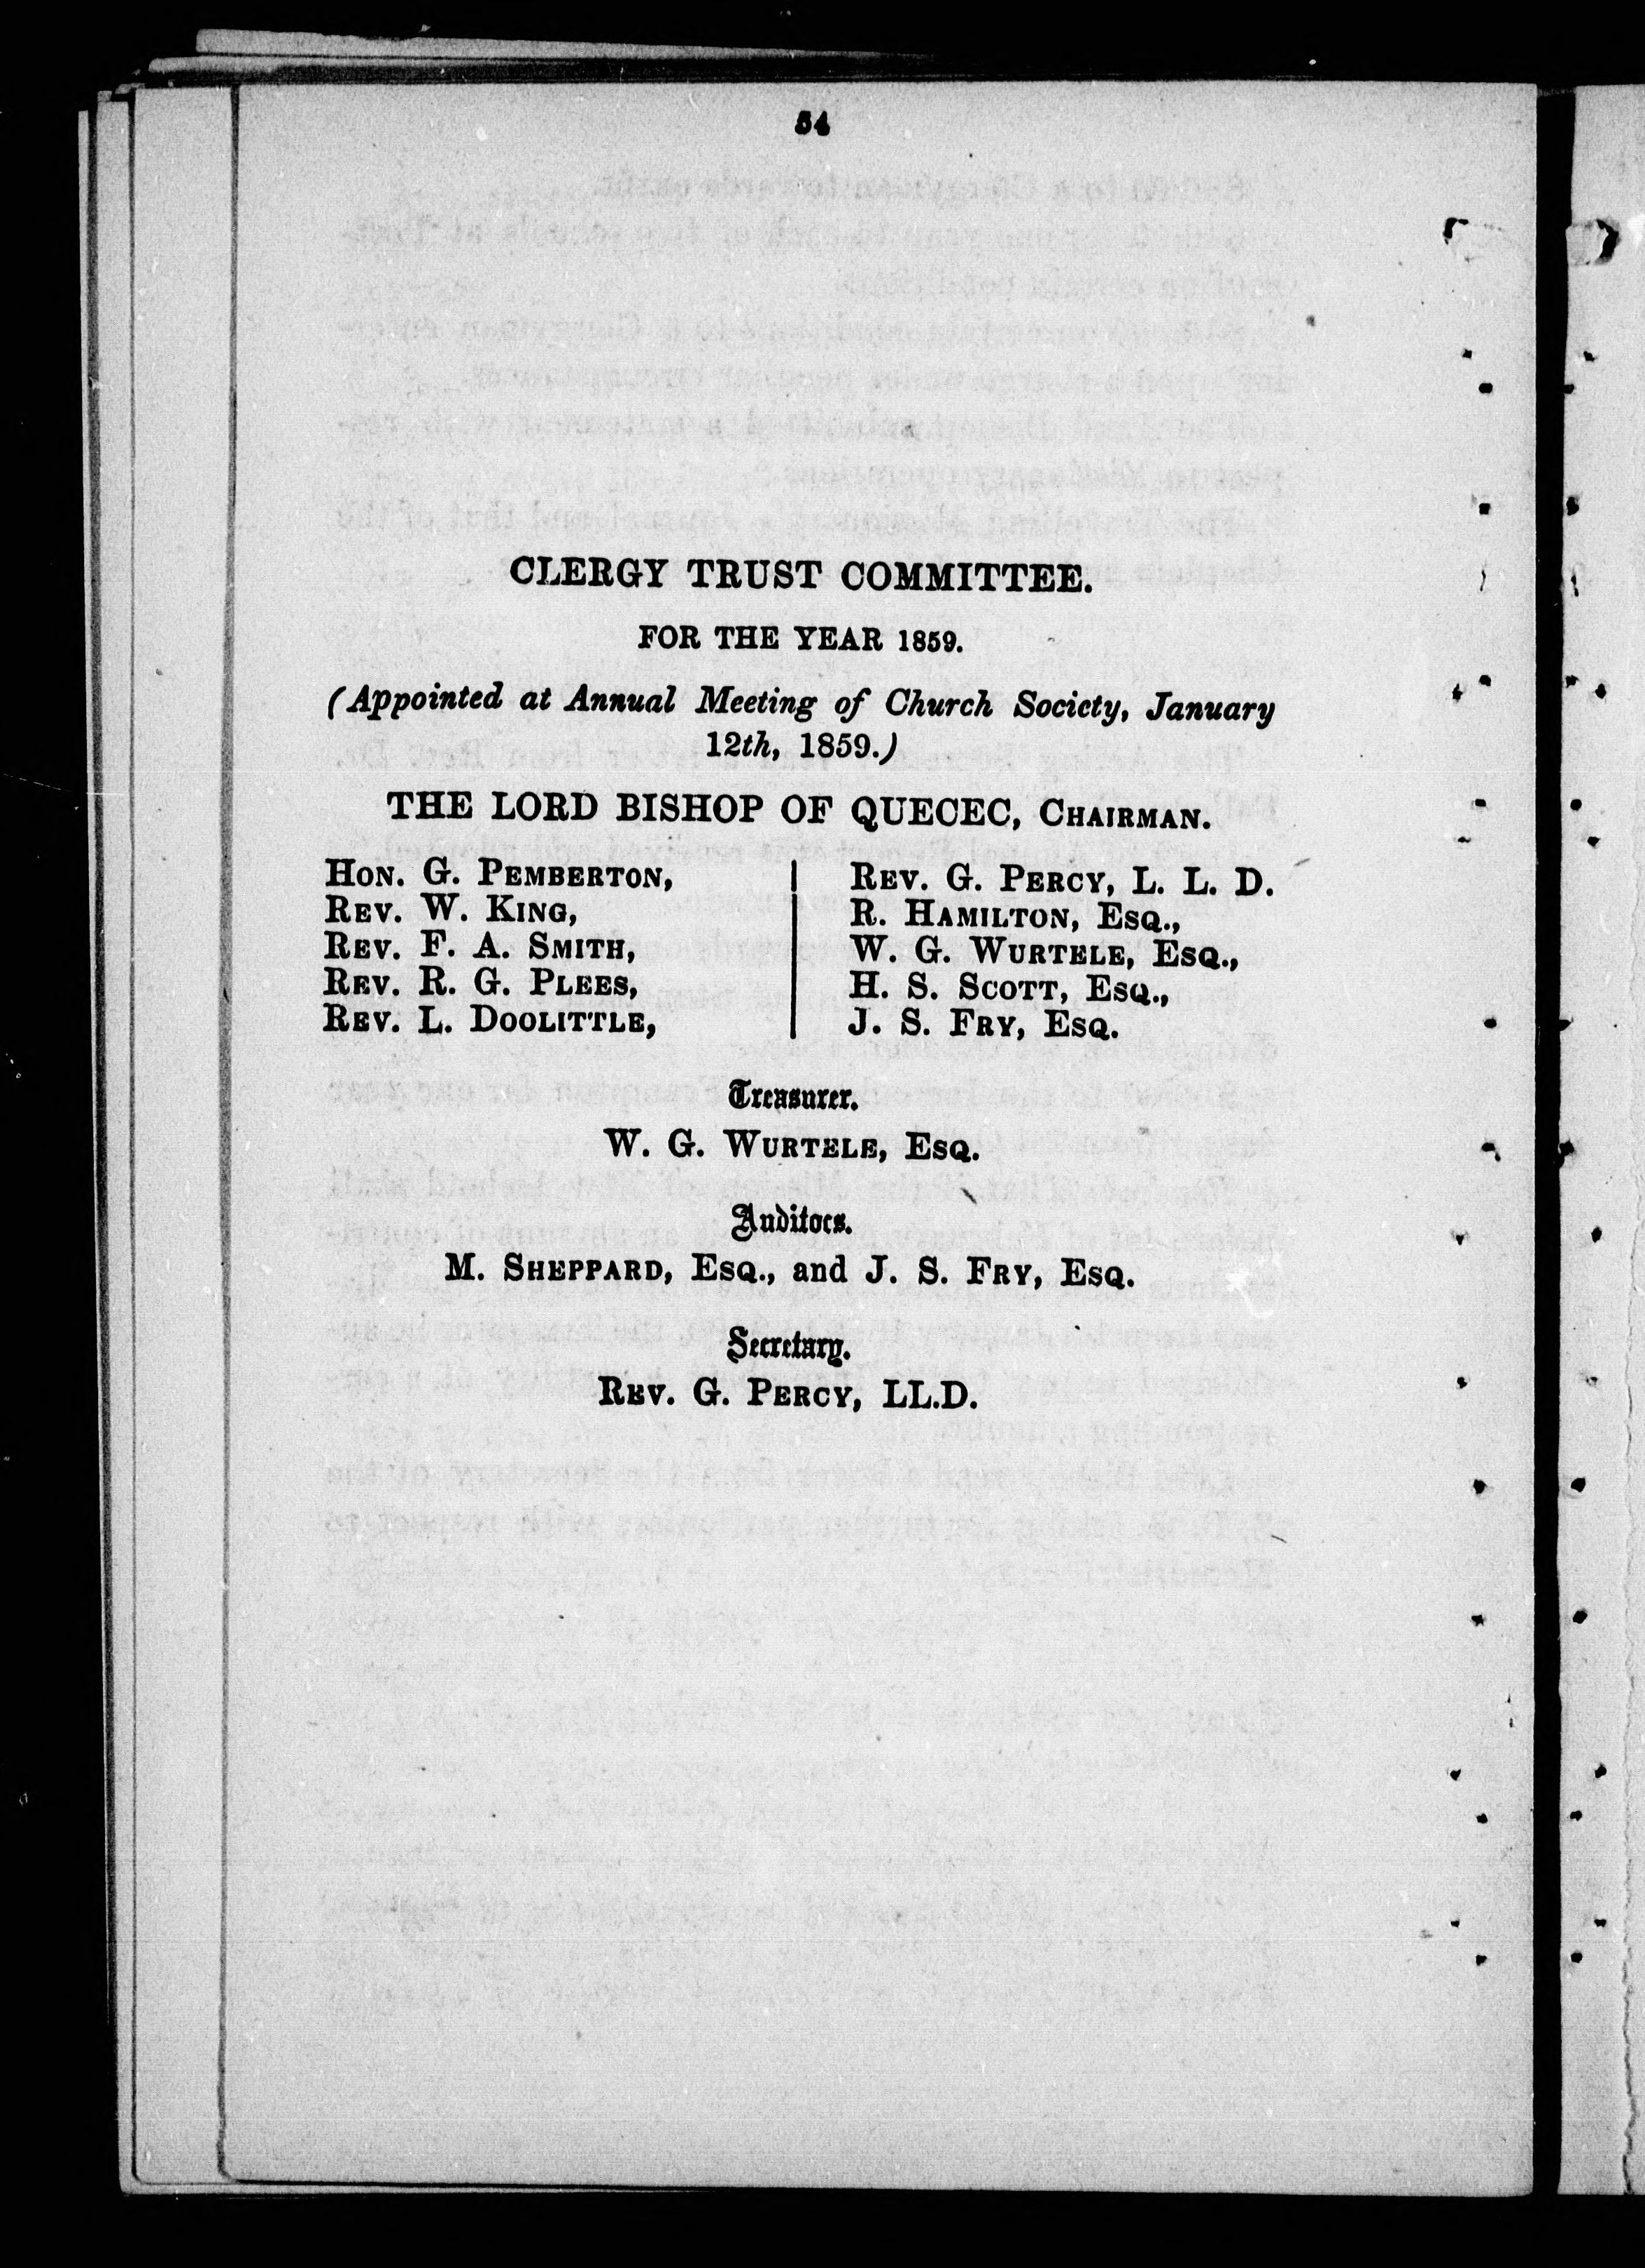 54
CLERGY TRUST COMMITTEE.
FOR THE YEAR 1859.
(Appointed at Annual Meeting of Church Society, January
12th, 1859.)
THE LORD BISHOP OF QUECEC, CHAIRMAN.
HON. G. PEMBERTON,
REV. W. KING,
REV. F. A. SMITH,
REV. R. G. PLEES,
REV. L. DOOLITTLE,
REV. G. PERCY, L. L. D.
R. HAMILTON, ESQ.,
W. G. WURTELE, ESQ.,
H. S. SCOTT, ESQ.,
J. S. FRY, ESQ.
Treasurer.
W. G. WURTELE, ESQ.
Auditors.
M. SHEPPARD, ESQ., and J. S. FRY, ESQ.
Secretary.
REV. G. PERCY, LL.D.